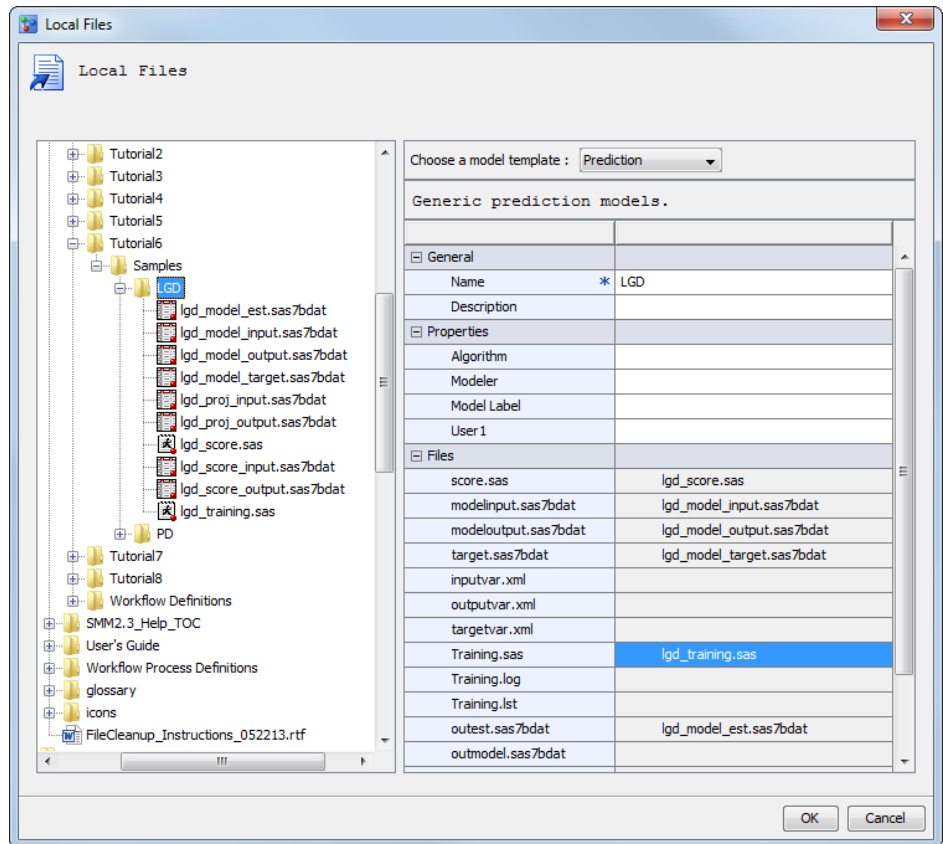 Local Files
Local Files
Tutorial2
Tutorial3
Tutorial4
Tutorial5
Tutorial6
Samples
LGD
lgd_model_est.sas7bdat
lgd_model_input.sas7bdat
lgd_model_output.sas7bdat
lgd_model_target.sas7bdat
lgd_proj_input.sas7bdat
lgd_proj_output.sas7bdat
lgd_score.sas
lgd_score_input.sas7bdat
lgd_score_output.sas7bdat
lgd_training.sas
PD
Tutorial7
Tutorial8
Workflow Definitions
SMM2.3_Help_TOC
User's Guide
Workflow Process Definitions
glossary
icons
FileCleanup_Instructions_052213.rtf
Choose a model template : Prediction
Generic prediction models.
General
Name * LGD
Description
Properties
Algorithm
Modeler
Model Label
User1
Files
score.sas lgd_score.sas
modelinput.sas7bdat lgd_model_input.sas7bdat
modeloutput.sas7bdat lgd_model_output.sas7bdat
target.sas7bdat lgd_model_target.sas7bdat
inputvar.xml
outputvar.xml
targetvar.xml
Training.sas lgd_training.sas
Training.log
Training.lst
outest.sas7bdat lgd_model_est.sas7bdat
outmodel.sas7bdat
OK Cancel